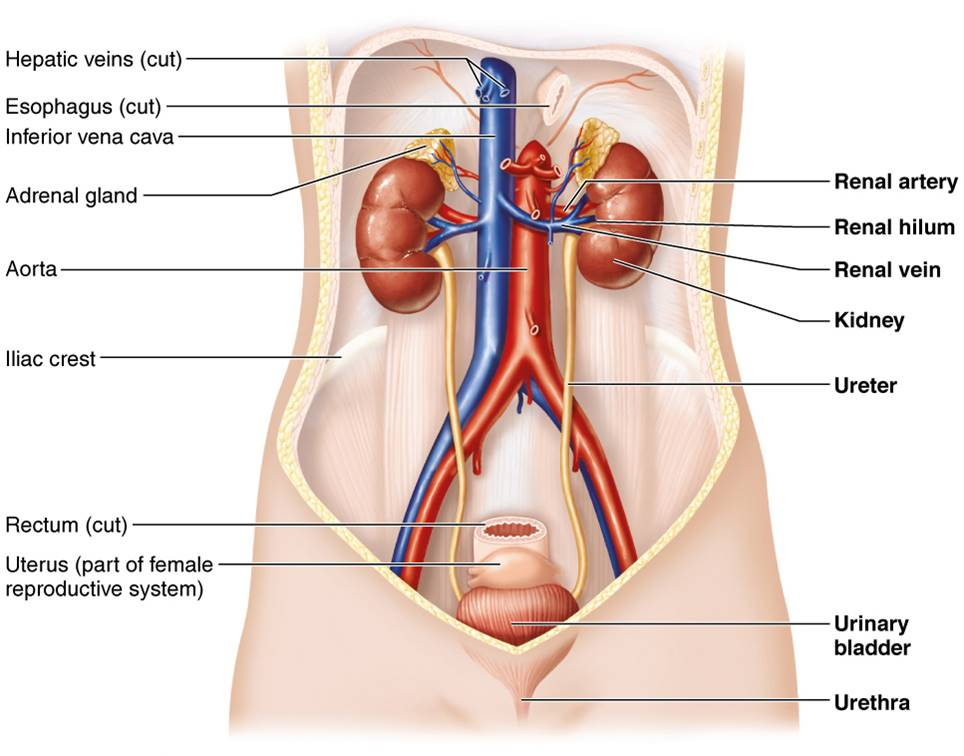 Hepatic veins (cut)
Esophagus (cut)
Inferior vena cava
Adrenal gland
Aorta
Iliac crest
Rectum (cut)
Uterus (part of female
reproductive system)
Renal artery
Renal hilum
Renal vein
Kidney
Ureter
Urinary
bladder
Urethra